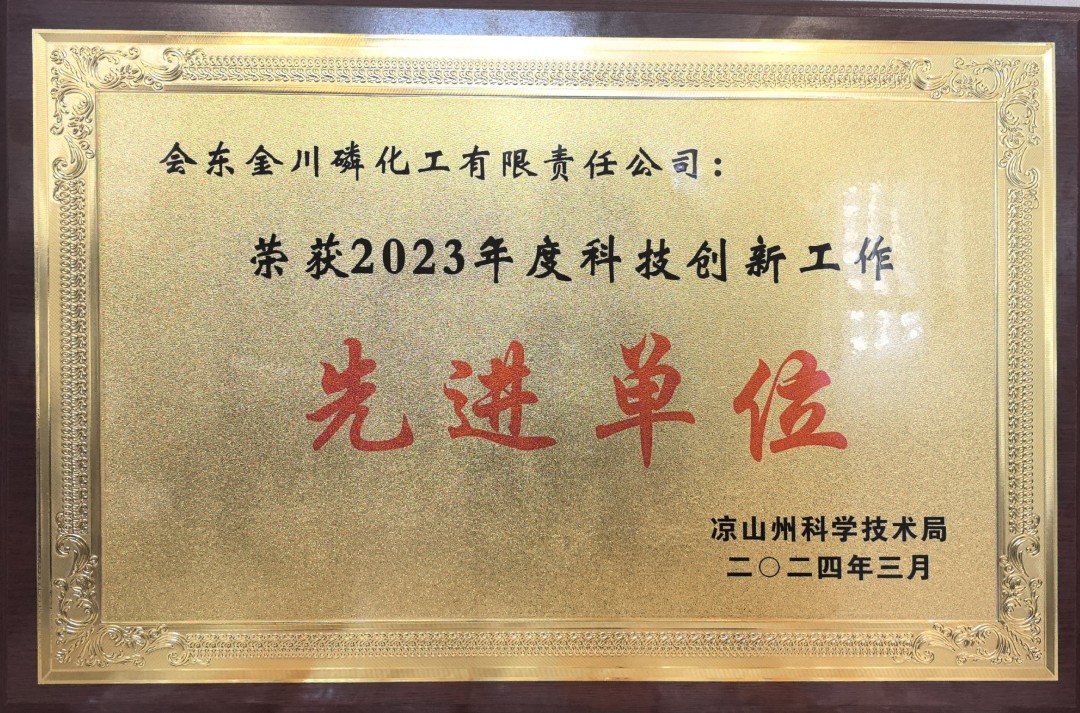 会东金川磷化工有限责任公司：
荣获2023年度科技创新工作
先进单位
凉山州科学技术局
二〇二四年三月